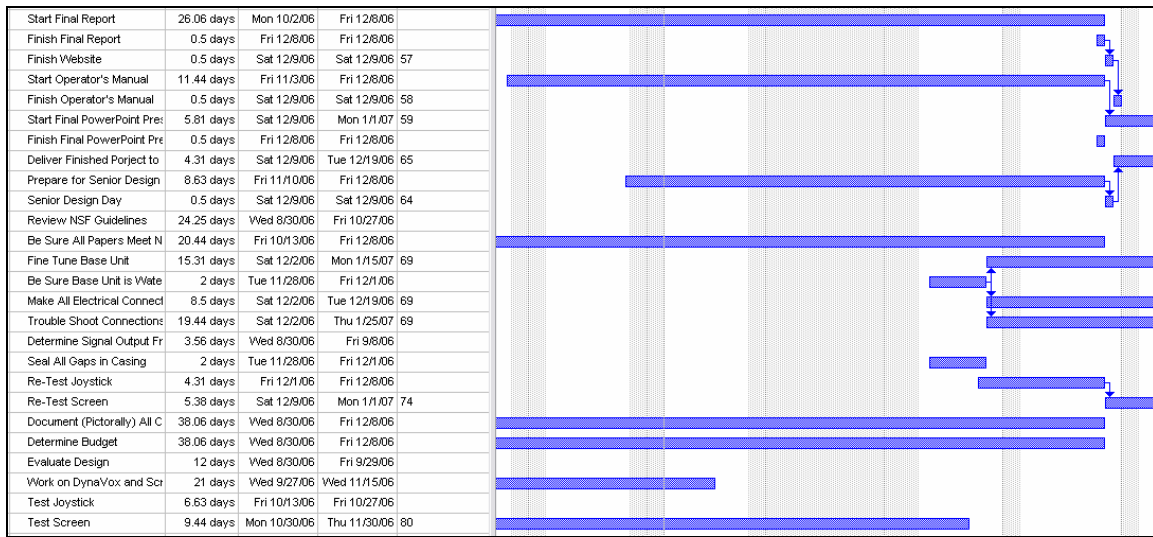 Start Final Report 26.06 days Mon 10/2/06 Fri 12/8/06
Finish Final Report 0.5 days Fri 12/8/06 Fri 12/8/06
Finish Website 0.5 days Sat 12/9/06 Sat 12/9/06 57
Start Operator's Manual 11.44 days Fri 11/3/06 Fri 12/8/06
Finish Operator's Manual 0.5 days Sat 12/9/06 Sat 12/9/06 58
Start Final PowerPoint Pres 5.81 days Sat 12/9/06 Mon 1/1/07 59
Finish Final PowerPoint Pre 0.5 days Fri 12/8/06 Fri 12/8/06
Deliver Finished Porject to 4.31 days Sat 12/9/06 Tue 12/19/06 65
Prepare for Senior Design 8.63 days Fri 11/10/06 Fri 12/8/06
Senior Design Day 0.5 days Sat 12/9/06 Sat 12/9/06 64
Review NSF Guidelines 24.25 days Wed 8/30/06 Fri 10/27/06
Be Sure All Papers Meet N 20.44 days Fri 10/13/06 Fri 12/8/06
Fine Tune Base Unit 15.31 days Sat 12/2/06 Mon 1/15/07 69
Be Sure Base Unit is Wate 2 days Tue 11/28/06 Fri 12/1/06
Make All Electrical Connect 8.5 days Sat 12/2/06 Tue 12/19/06 69
Trouble Shoot Connections 19.44 days Sat 12/2/06 Thu 1/25/07 69
Determine Signal Output Fr 3.56 days Wed 8/30/06 Fri 9/8/06
Seal All Gaps in Casing 2 days Tue 11/28/06 Fri 12/1/06
Re-Test Joystick 4.31 days Fri 12/1/06 Fri 12/8/06
Re-Test Screen 5.38 days Sat 12/9/06 Mon 1/1/07 74
Document (Pictorally) All C 38.06 days Wed 8/30/06 Fri 12/8/06
Determine Budget 38.06 days Wed 8/30/06 Fri 12/8/06
Evaluate Design 12 days Wed 8/30/06 Fri 9/29/06
Work on DynaVox and Scr 21 days Wed 9/27/06 Wed 11/15/06
Test Joystick 6.63 days Fri 10/13/06 Fri 10/27/06
Test Screen 9.44 days Mon 10/30/06 Thu 11/30/06 80